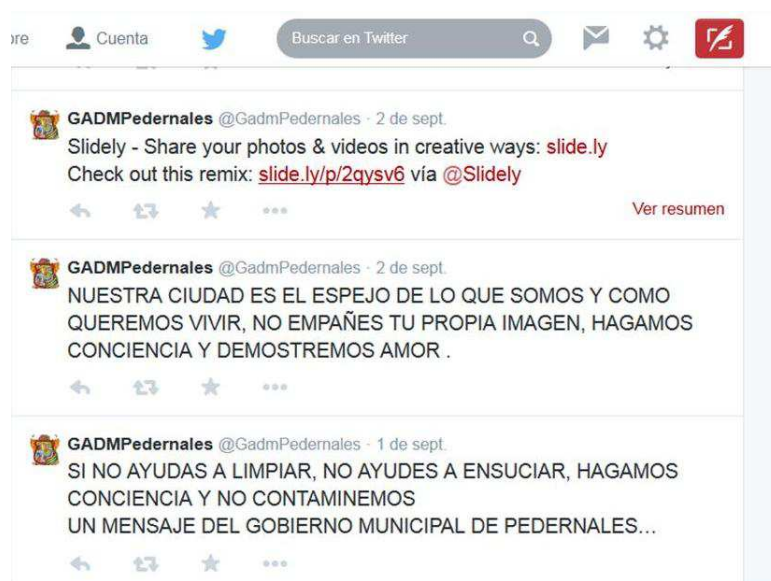 Cuenta
Buscar en Twitter
GADMPedernales @GadmPedernales · 2 de sept.
Slidely - Share your photos & videos in creative ways: slide.ly
Check out this remix: slide.ly/p/2qysv6 vía @Slidely
Ver resumen
GADMPedernales @GadmPedernales · 2 de sept.
NUESTRA CIUDAD ES EL ESPEJO DE LO QUE SOMOS Y COMO
QUEREMOS VIVIR, NO EMPAÑES TU PROPIA IMAGEN, HAGAMOS
CONCIENCIA Y DEMOSTREMOS AMOR .
GADMPedernales @GadmPedernales · 1 de sept.
SI NO AYUDAS A LIMPIAR, NO AYUDES A ENSUCIAR, HAGAMOS
CONCIENCIA Y NO CONTAMINEMOS
UN MENSAJE DEL GOBIERNO MUNICIPAL DE PEDERNALES...